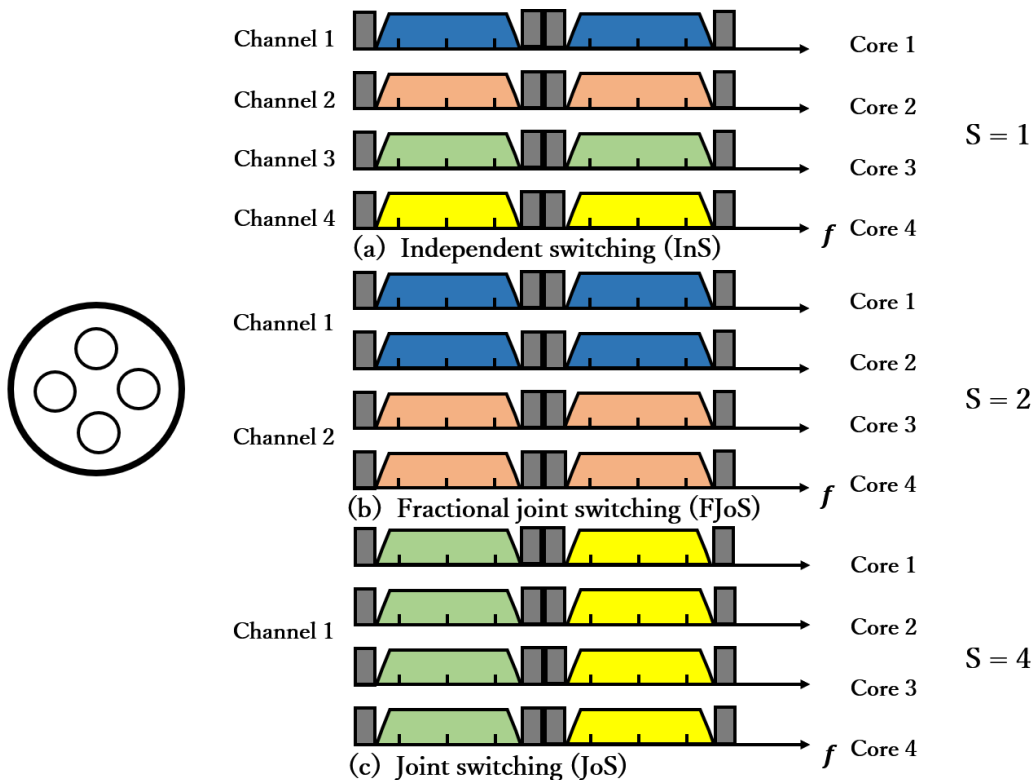 Channel 1 Core 1
Channel 2 Core 2
S = 1
Channel 3 Core 3
Channel 4 f Core 4
(a) Independent switching (InS)
Core 1
Channel 1
Core 2
S = 2
Core 3
Channel 2
f Core 4
(b) Fractional joint switching (FJoS)
Core 1
Channel 1 Core 2
S = 4
Core 3
f Core 4
(c) Joint switching (JoS)